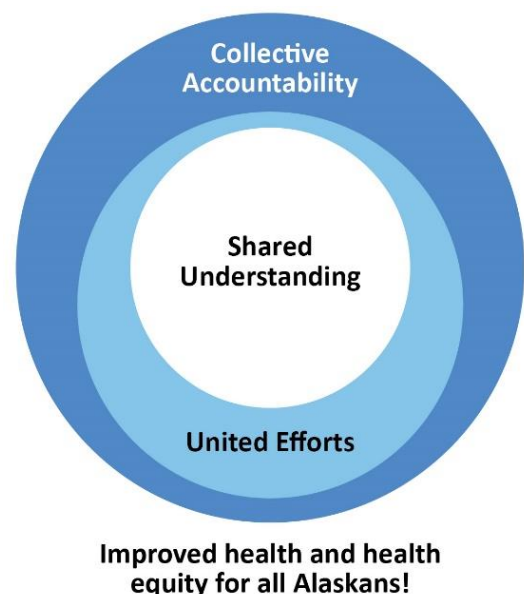 Collective
Accountability
Shared
Understanding
United Efforts
Improved health and health
equity for all Alaskans!